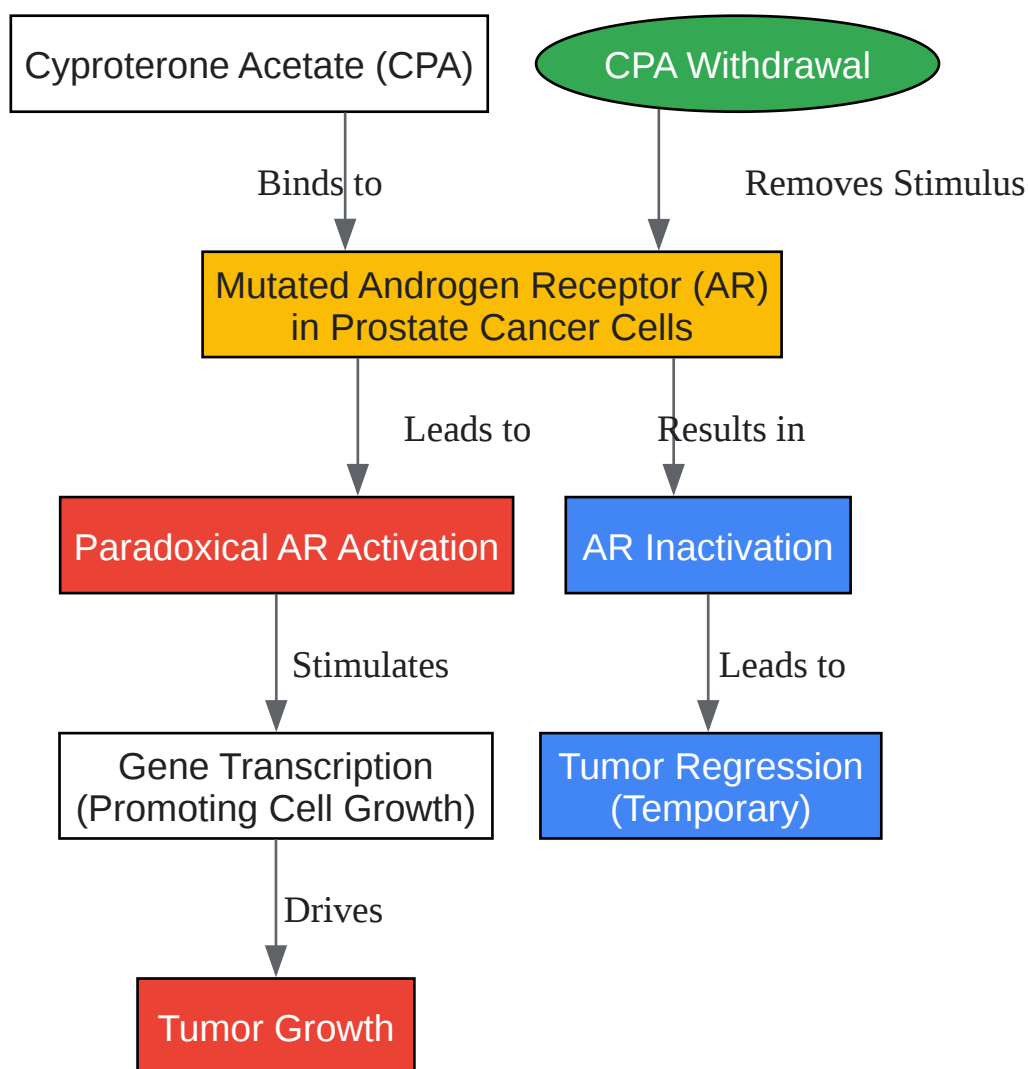 Cyproterone Acetate (CPA)
CPA Withdrawal
Binds to
Removes Stimulus
Mutated Androgen Receptor (AR)
in Prostate Cancer Cells
Leads to
Results in
Paradoxical AR Activation
AR Inactivation
Stimulates
Leads to
Gene Transcription
(Promoting Cell Growth)
Tumor Regression
(Temporary)
Drives
Tumor Growth